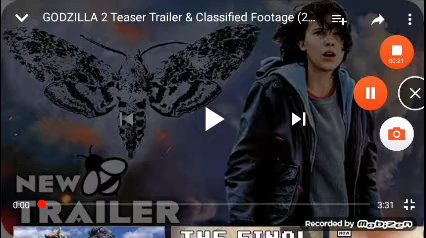 GODZILLA 2 Teaser Trailer & Classified Footage (2...
00:21
NEW
TRAILER
0:00
3:31
Recorded by MOBIZEN
THE FINAL